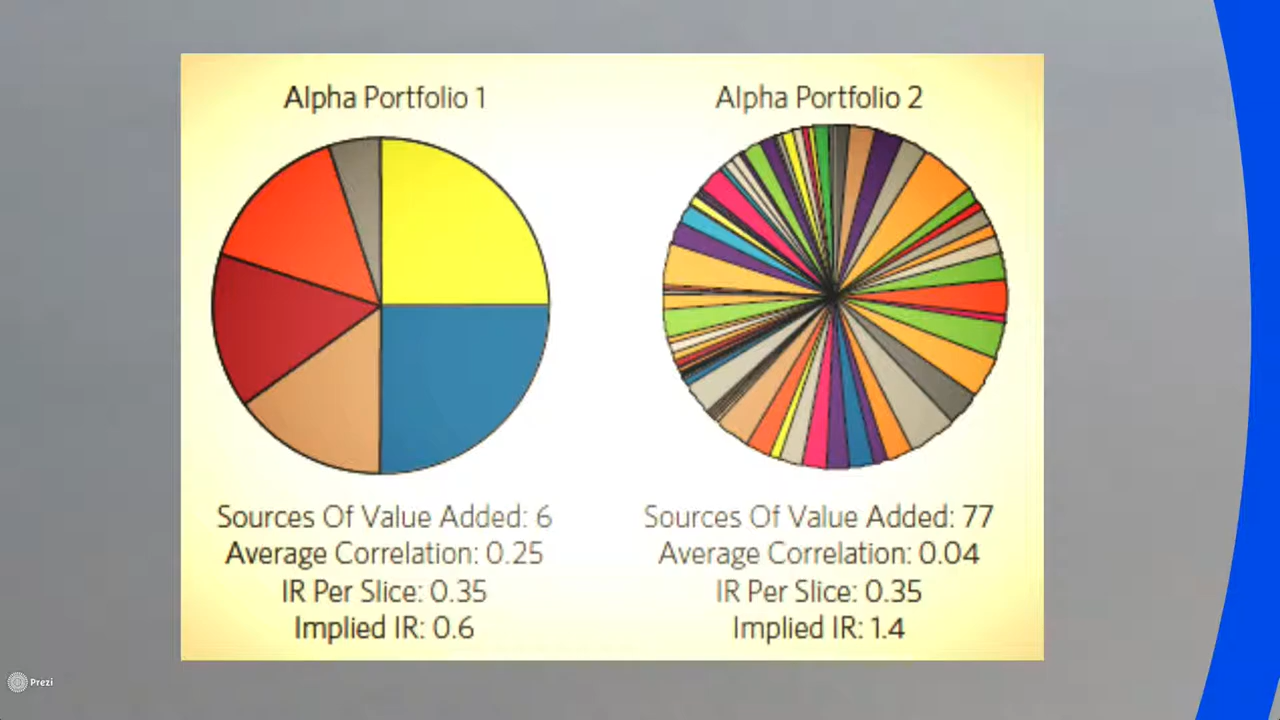 Alpha Portfolio 1
Sources Of Value Added: 6
Average Correlation: 0.25
IR Per Slice: 0.35
Implied IR: 0.6
Alpha Portfolio 2
Sources Of Value Added: 77
Average Correlation: 0.04
IR Per Slice: 0.35
Implied IR: 1.4
Prezi